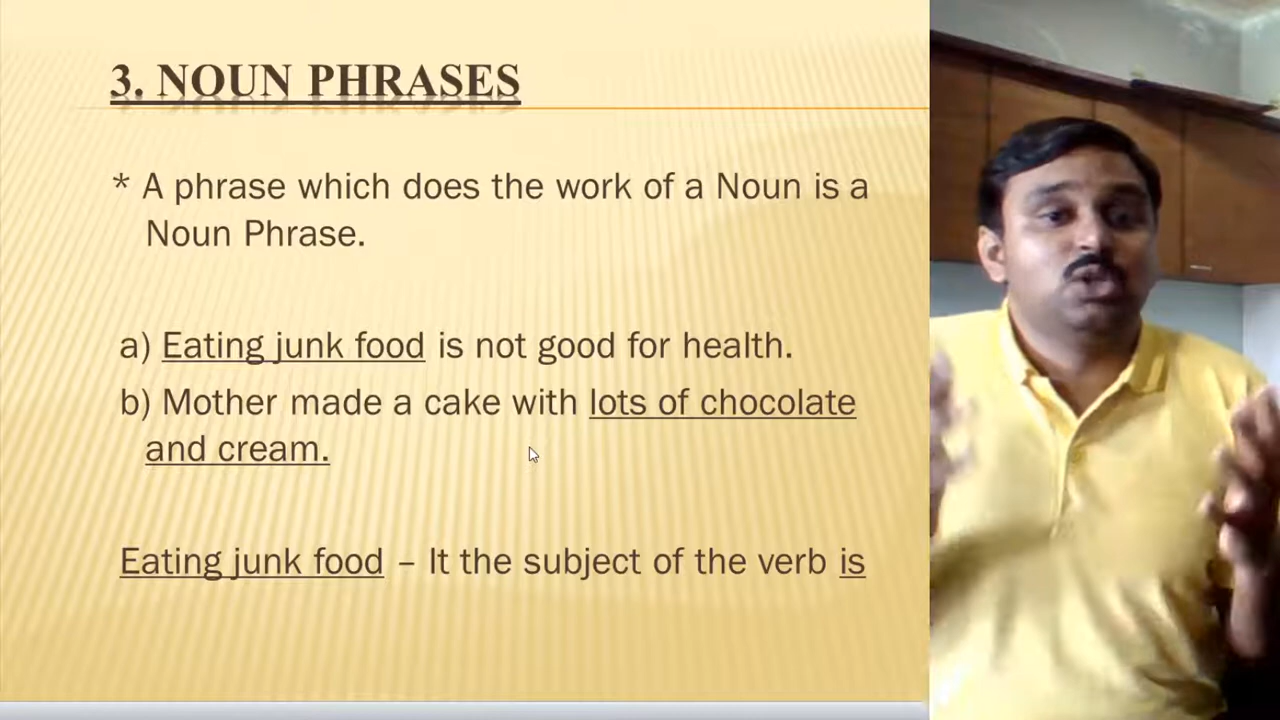 3. NOUN PHRASES
* A phrase which does the work of a Noun is a
Noun Phrase.
a) Eating junk food is not good for health.
b) Mother made a cake with lots of chocolate
and cream.
Eating junk food – It the subject of the verb is